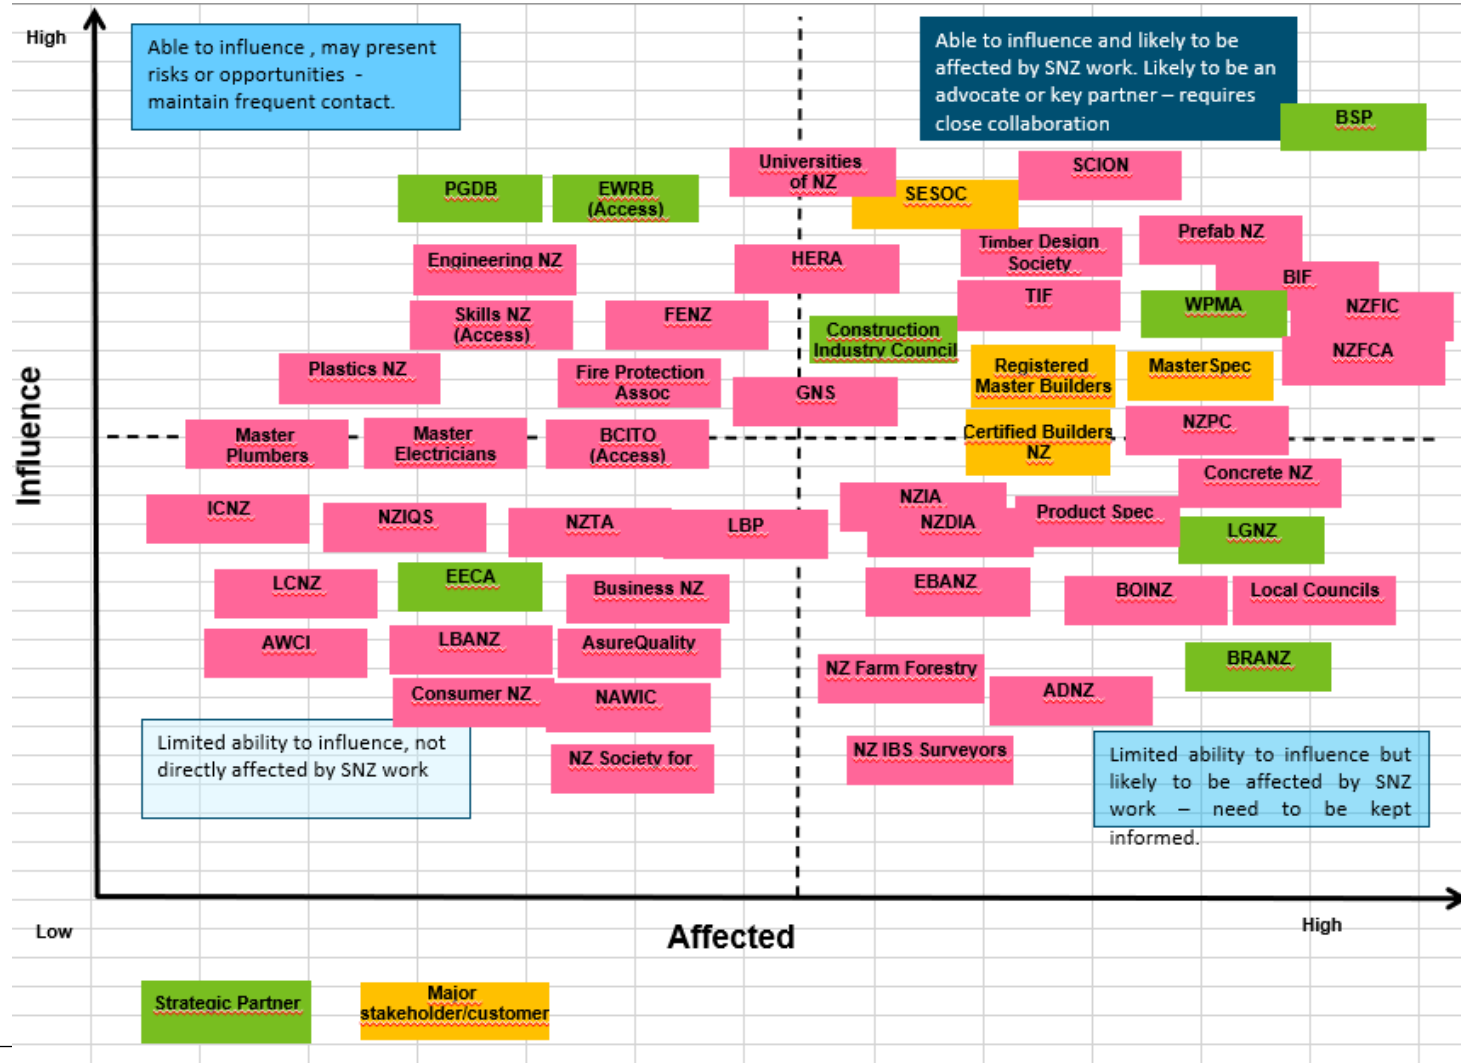 High
Able to influence , may present
risks or opportunities -
maintain frequent contact.
Able to influence and likely to be
affected by SNZ work. Likely to be an
advocate or key partner – requires
close collaboration
BSP
Universities
of NZ
SCION
PGDB
EWRB
(Access)
SESOC
Engineering NZ
HERA
Timber Design
Society
Prefab NZ
BIF
Skills NZ
(Access)
FENZ
TIF
WPMA
NZFIC
Construction
Industry Council
Plastics NZ
Fire Protection
Assoc
GNS
Registered
Master Builders
MasterSpec
NZFCA
Master
Plumbers
Master
Electricians
BCITO
(Access)
Certified Builders
NZ
NZPC
Influence
Concrete NZ
ICNZ
NZIQS
NZTA
LBP
NZIA
NZDIA
Product Spec
LGNZ
LCNZ
EECA
Business NZ
EBANZ
BOINZ
Local Councils
AWCI
LBANZ
AsureQuality
NZ Farm Forestry
BRANZ
Consumer NZ
NAWIC
ADNZ
Limited ability to influence, not
directly affected by SNZ work
NZ Society for
NZ IBS Surveyors
Limited ability to influence but
likely to be affected by SNZ
work – need to be kept
informed.
Low
Affected
High
Strategic Partner
Major
stakeholder/customer